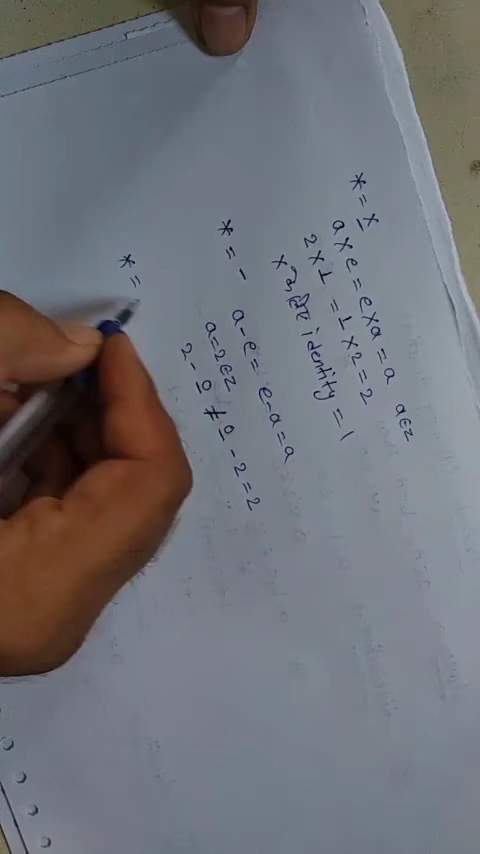 * = x
a x e = e x a = a a∈z
2 x 1 = 1 x 2 = 2
x identity = 1
* = - a - e = e - a = a
a = 2 ∈ z
2 - 0 ≠ 0 - 2 = 2
* =